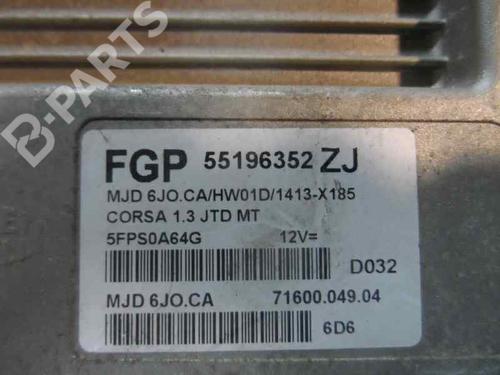 B-PARTS
FGP 55196352 ZJ
MJD 6JO.CA/HW01D/1413-X185
CORSA 1.3 JTD MT
5FPS0A64G 12V=
D032
MJD 6JO.CA 71600.049.04
6D6